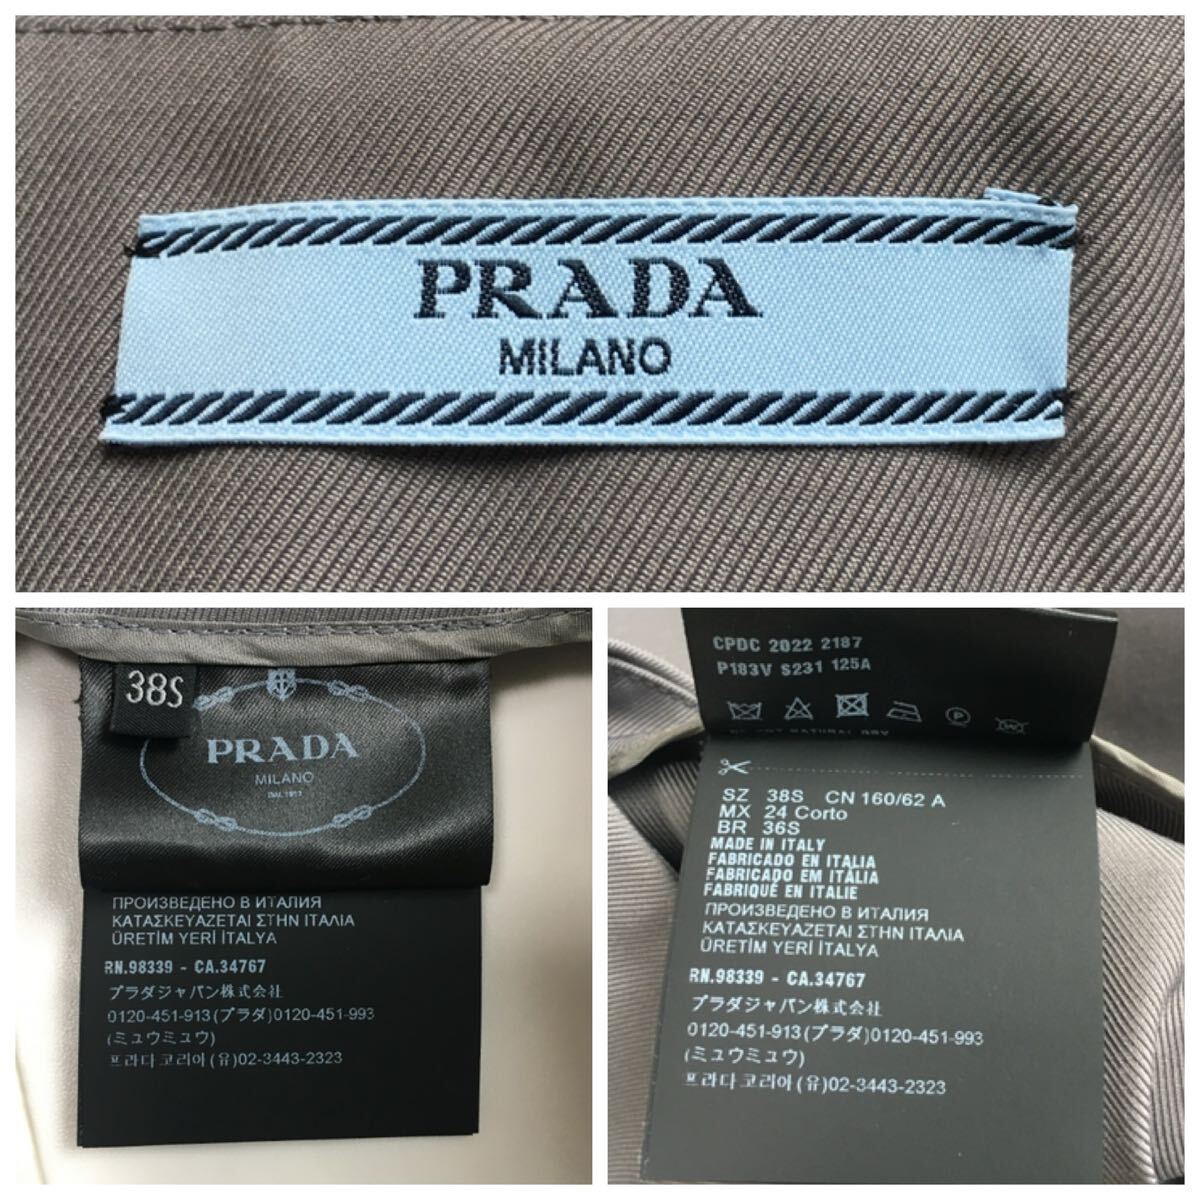 PRADA
MILANO
38S
PRADA
MILANO
DAL 1913
ПРОИЗВЕДЕНО В ИТАЛИЯ
ΚΑΤΑΣΚΕΥΑΖΕΤΑΙ ΣΤΗΝ ΙΤΑΛΙΑ
ÜRETİM YERİ İTALYA
RN.98339 - CA.34767
プラダジャパン株式会社
0120-451-913(プラダ)0120-451-993
(ミュウミュウ)
프라다 코리아 (유)02-3443-2323
CPDC 2022 2187
P183V S231 125A
NATURAL DRY
SZ 38S CN 160/62 A
MX 24 Corto
BR 36S
MADE IN ITALY
FABRICADO EN ITALIA
FABRICADO EM ITÁLIA
FABRIQUÉ EN ITALIE
ПРОИЗВЕДЕНО В ИТАЛИЯ
ΚΑΤΑΣΚΕΥΑΖΕΤΑΙ ΣΤΗΝ ΙΤΑΛΙΑ
ÜRETİM YERİ İTALYA
RN.98339 - CA.34767
プラダジャパン株式会社
0120-451-913(プラダ)0120-451-993
(ミュウミュウ)
프라다 코리아 (유)02-3443-2323